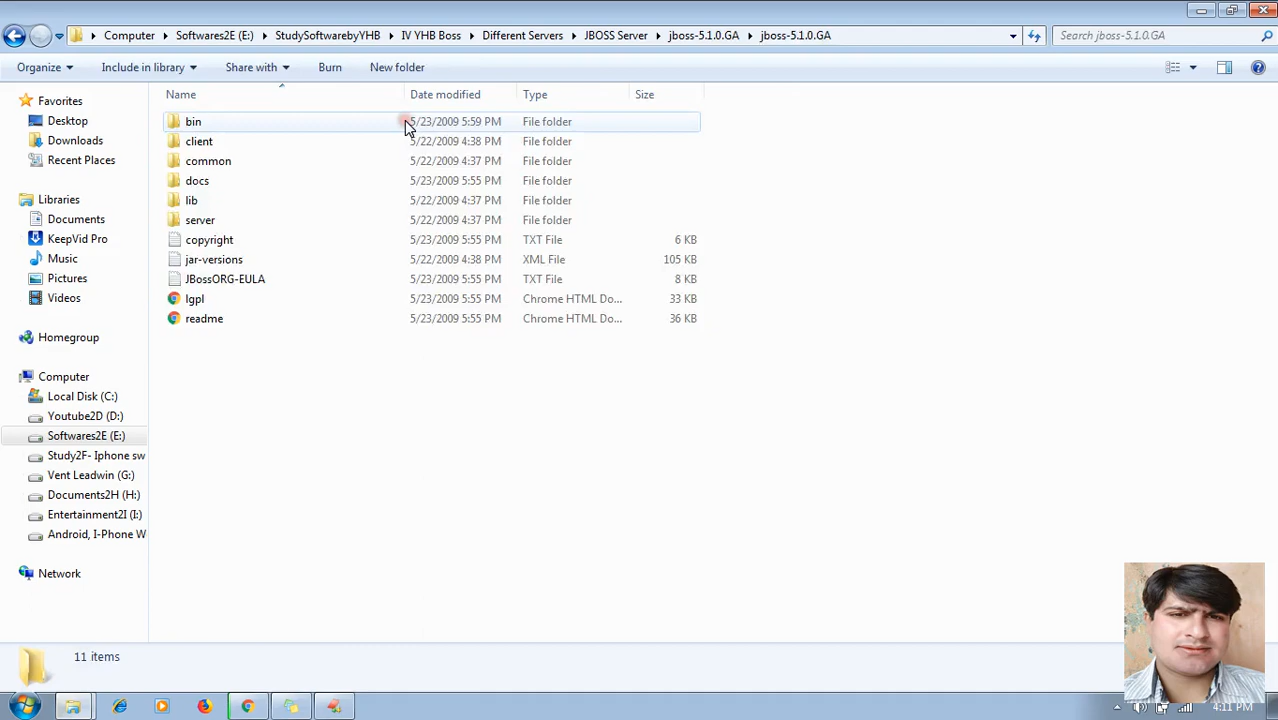 Computer Softwares2E (E:) StudySoftwarebyYHB IV YHB Boss Different Servers JBOSS Server jboss-5.1.0.GA jboss-5.1.0.GA Search jboss-5.1.0.GA
Organize Include in library Share with Burn New folder
Name Date modified Type Size
Favorites
Desktop
Downloads
Recent Places
Libraries
Documents
KeepVid Pro
Music
Pictures
Videos
Homegroup
Computer
Local Disk (C:)
Youtube2D (D:)
Softwares2E (E:)
Study2F- Iphone sw
Vent Leadwin (G:)
Documents2H (H:)
Entertainment2I (I:)
Android, I-Phone W
Network
bin 5/23/2009 5:59 PM File folder
client 5/22/2009 4:38 PM File folder
common 5/22/2009 4:37 PM File folder
docs 5/23/2009 5:55 PM File folder
lib 5/22/2009 4:37 PM File folder
server 5/22/2009 4:37 PM File folder
copyright 5/23/2009 5:55 PM TXT File 6 KB
jar-versions 5/22/2009 4:38 PM XML File 105 KB
JBossORG-EULA 5/23/2009 5:55 PM TXT File 8 KB
lgpl 5/23/2009 5:55 PM Chrome HTML Do... 33 KB
readme 5/23/2009 5:55 PM Chrome HTML Do... 36 KB
11 items
4:11 PM